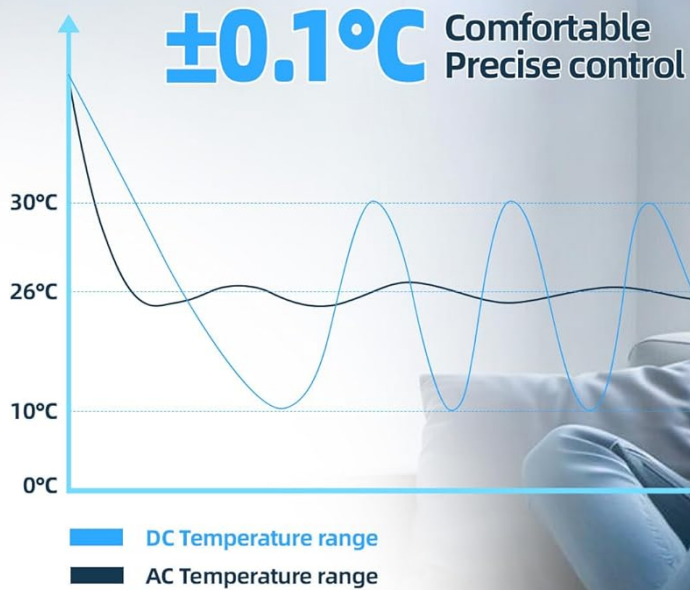 ±0.1°C
Comfortable
Precise control
30°C
26°C
10°C
0°C
DC Temperature range
AC Temperature range